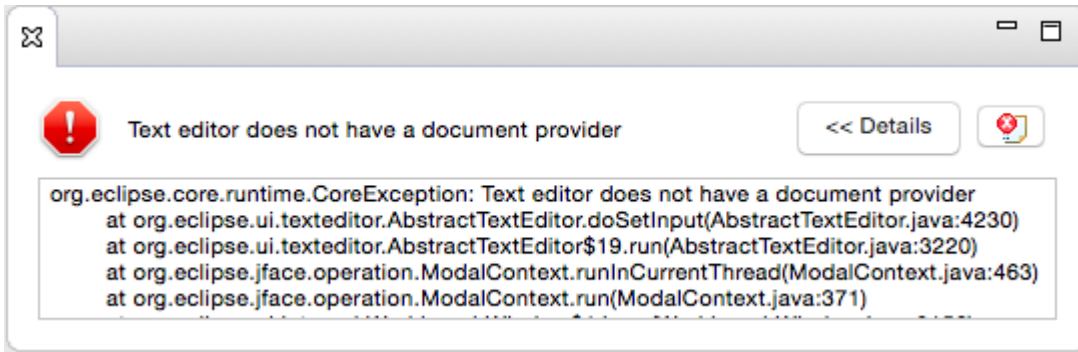 Text editor does not have a document provider
<< Details
org.eclipse.core.runtime.CoreException: Text editor does not have a document provider
at org.eclipse.ui.texteditor.AbstractTextEditor.doSetInput(AbstractTextEditor.java:4230)
at org.eclipse.ui.texteditor.AbstractTextEditor$19.run(AbstractTextEditor.java:3220)
at org.eclipse.jface.operation.ModalContext.runInCurrentThread(ModalContext.java:463)
at org.eclipse.jface.operation.ModalContext.run(ModalContext.java:371)